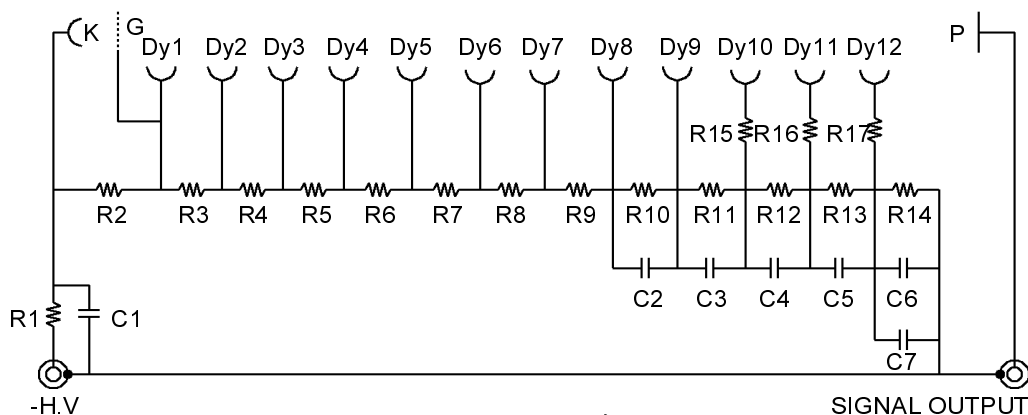 K G P
Dy1 Dy2 Dy3 Dy4 Dy5 Dy6 Dy7 Dy8 Dy9 Dy10 Dy11 Dy12
R15 R16 R17
R2 R3 R4 R5 R6 R7 R8 R9 R10 R11 R12 R13 R14
C2 C3 C4 C5 C6
R1 C1
C7
-H.V SIGNAL OUTPUT